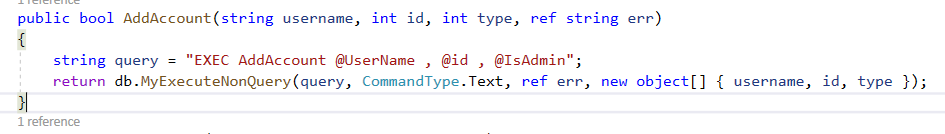 1 reference
public bool AddAccount(string username, int id, int type, ref string err)
{
string query = "EXEC AddAccount @UserName , @id , @IsAdmin";
return db.MyExecuteNonQuery(query, CommandType.Text, ref err, new object[] { username, id, type });
}
1 reference